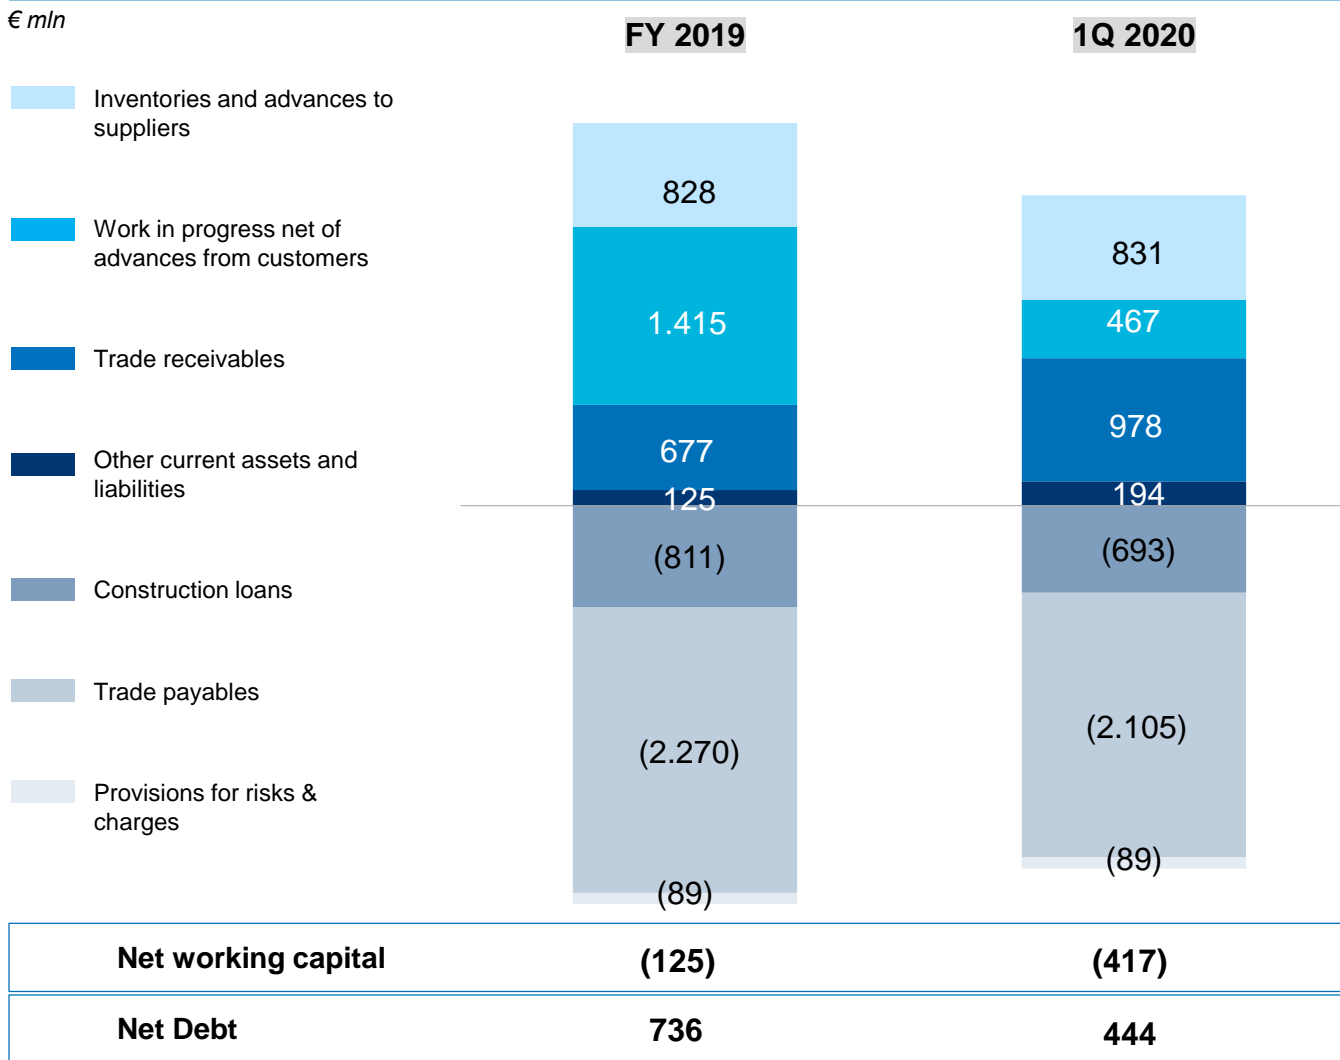 € mln
FY 2019
1Q 2020
Inventories and advances to
suppliers
828
831
Work in progress net of
advances from customers
1.415
467
Trade receivables
677
978
Other current assets and
liabilities
125
194
Construction loans
(811)
(693)
Trade payables
(2.270)
(2.105)
Provisions for risks &
charges
(89)
(89)
Net working capital
(125)
(417)
Net Debt
736
444